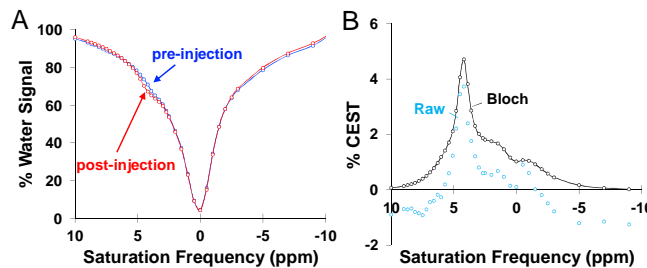 A
% Water Signal
100
80
60
40
20
0
pre-injection
post-injection
10
5
0
-5
-10
Saturation Frequency (ppm)
B
% CEST
6
4
2
0
-2
Raw
Bloch
10
5
0
-5
-10
Saturation Frequency (ppm)